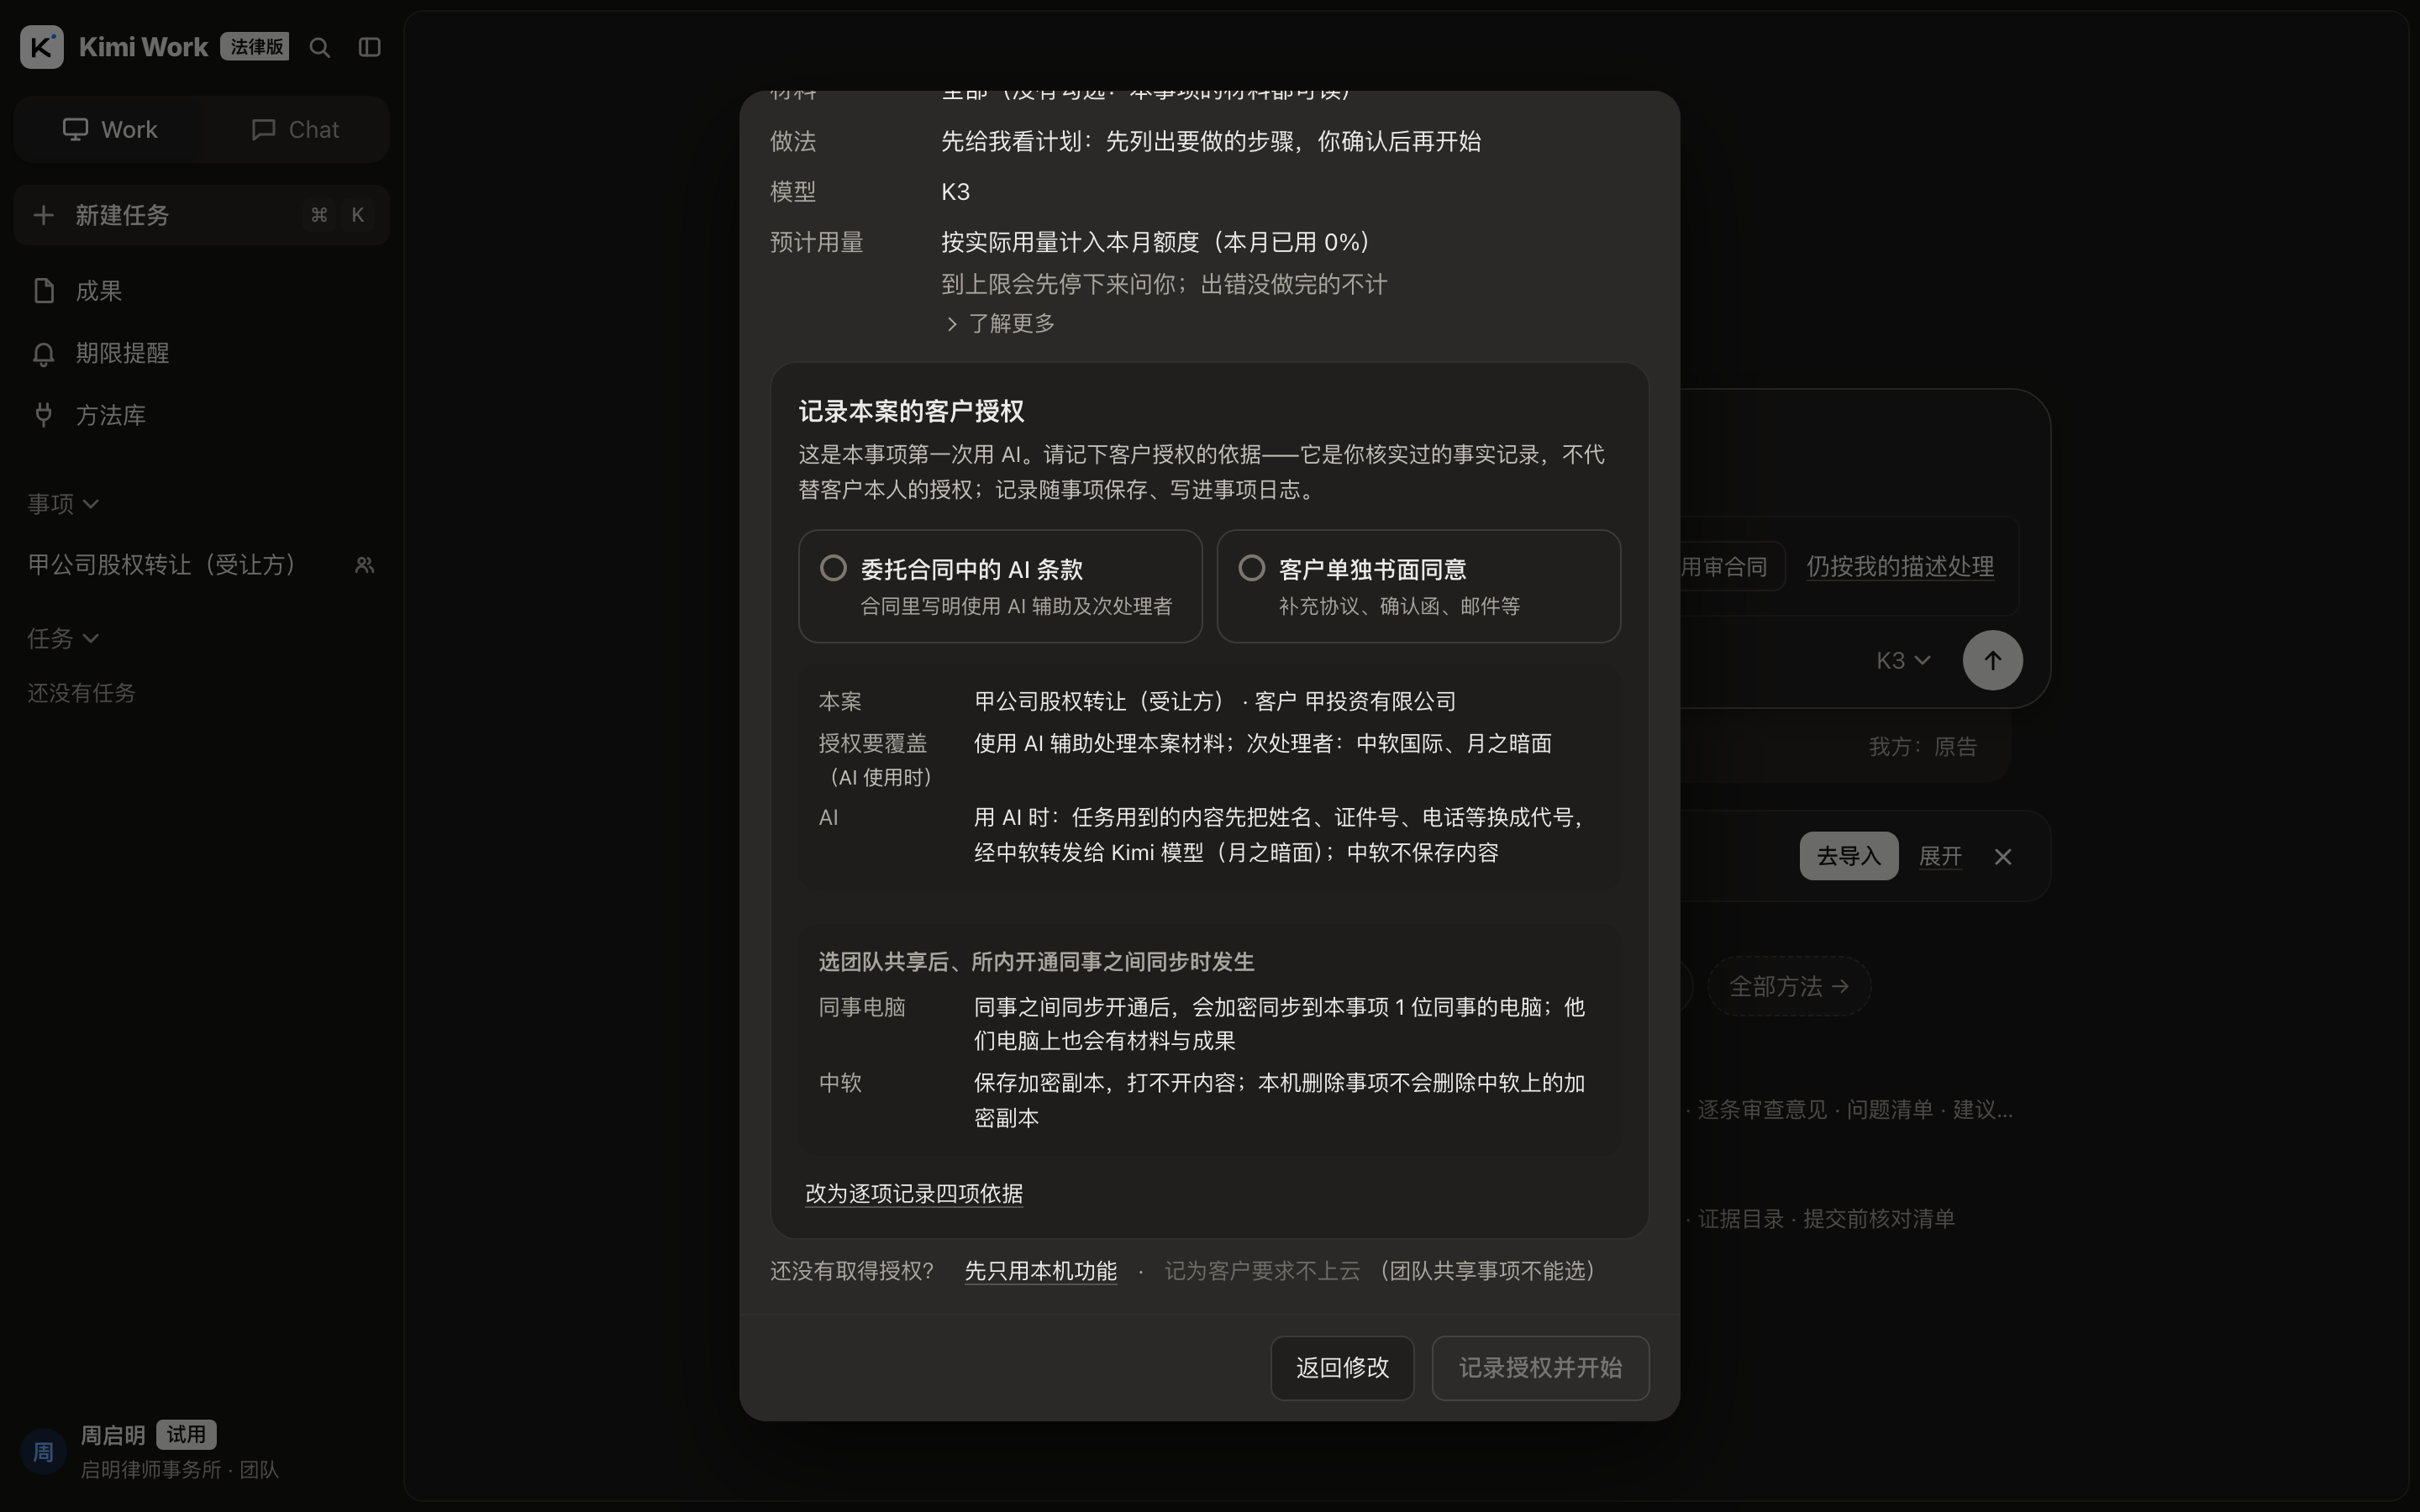 Kimi Work 法律版
Work
Chat
新建任务 ⌘ K
成果
期限提醒
方法库
事项
甲公司股权转让（受让方）
任务
还没有任务
周 周启明 试用
启明律师事务所 · 团队
材料 全部（没有勾选：本事项的材料都可读）
做法 先给我看计划：先列出要做的步骤，你确认后再开始
模型 K3
预计用量 按实际用量计入本月额度（本月已用 0%）
到上限会先停下来问你；出错没做完的不计
了解更多
记录本案的客户授权
这是本事项第一次用 AI。请记下客户授权的依据——它是你核实过的事实记录，不代
替客户本人的授权；记录随事项保存、写进事项日志。
委托合同中的 AI 条款
合同里写明使用 AI 辅助及次处理者
客户单独书面同意
补充协议、确认函、邮件等
本案 甲公司股权转让（受让方） · 客户 甲投资有限公司
授权要覆盖 使用 AI 辅助处理本案材料；次处理者：中软国际、月之暗面
（AI 使用时）
AI 用 AI 时：任务用到的内容先把姓名、证件号、电话等换成代号，
经中软转发给 Kimi 模型（月之暗面）；中软不保存内容
选团队共享后、所内开通同事之间同步时发生
同事电脑 同事之间同步开通后，会加密同步到本事项 1 位同事的电脑；他
们电脑上也会有材料与成果
中软 保存加密副本，打不开内容；本机删除事项不会删除中软上的加
密副本
改为逐项记录四项依据
还没有取得授权？ 先只用本机功能 · 记为客户要求不上云 （团队共享事项不能选）
返回修改
记录授权并开始
用审合同 仍按我的描述处理
K3
我方：原告
去导入 展开
全部方法 →
· 逐条审查意见 · 问题清单 · 建议...
· 证据目录 · 提交前核对清单